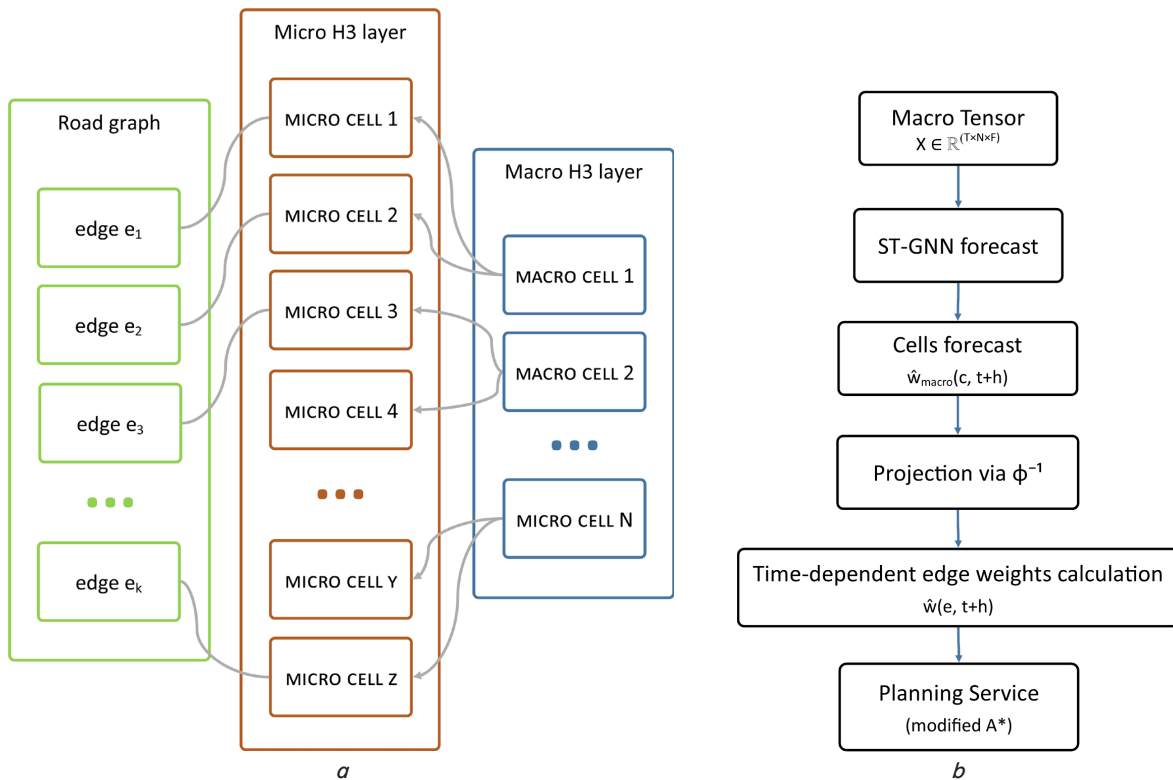 Road graph
edge e₁
edge e₂
edge e₃
edge eₖ
Micro H3 layer
MICRO CELL 1
MICRO CELL 2
MICRO CELL 3
MICRO CELL 4
MICRO CELL Y
MICRO CELL Z
Macro H3 layer
MACRO CELL 1
MACRO CELL 2
MICRO CELL N
a
Macro Tensor
X ∈ ℝ⁽ᵀˣᴺˣF⁾
ST-GNN forecast
Cells forecast
ŵmacro(c, t+h)
Projection via ϕ⁻¹
Time-dependent edge weights calculation
ŵ(e, t+h)
Planning Service
(modified A*)
b